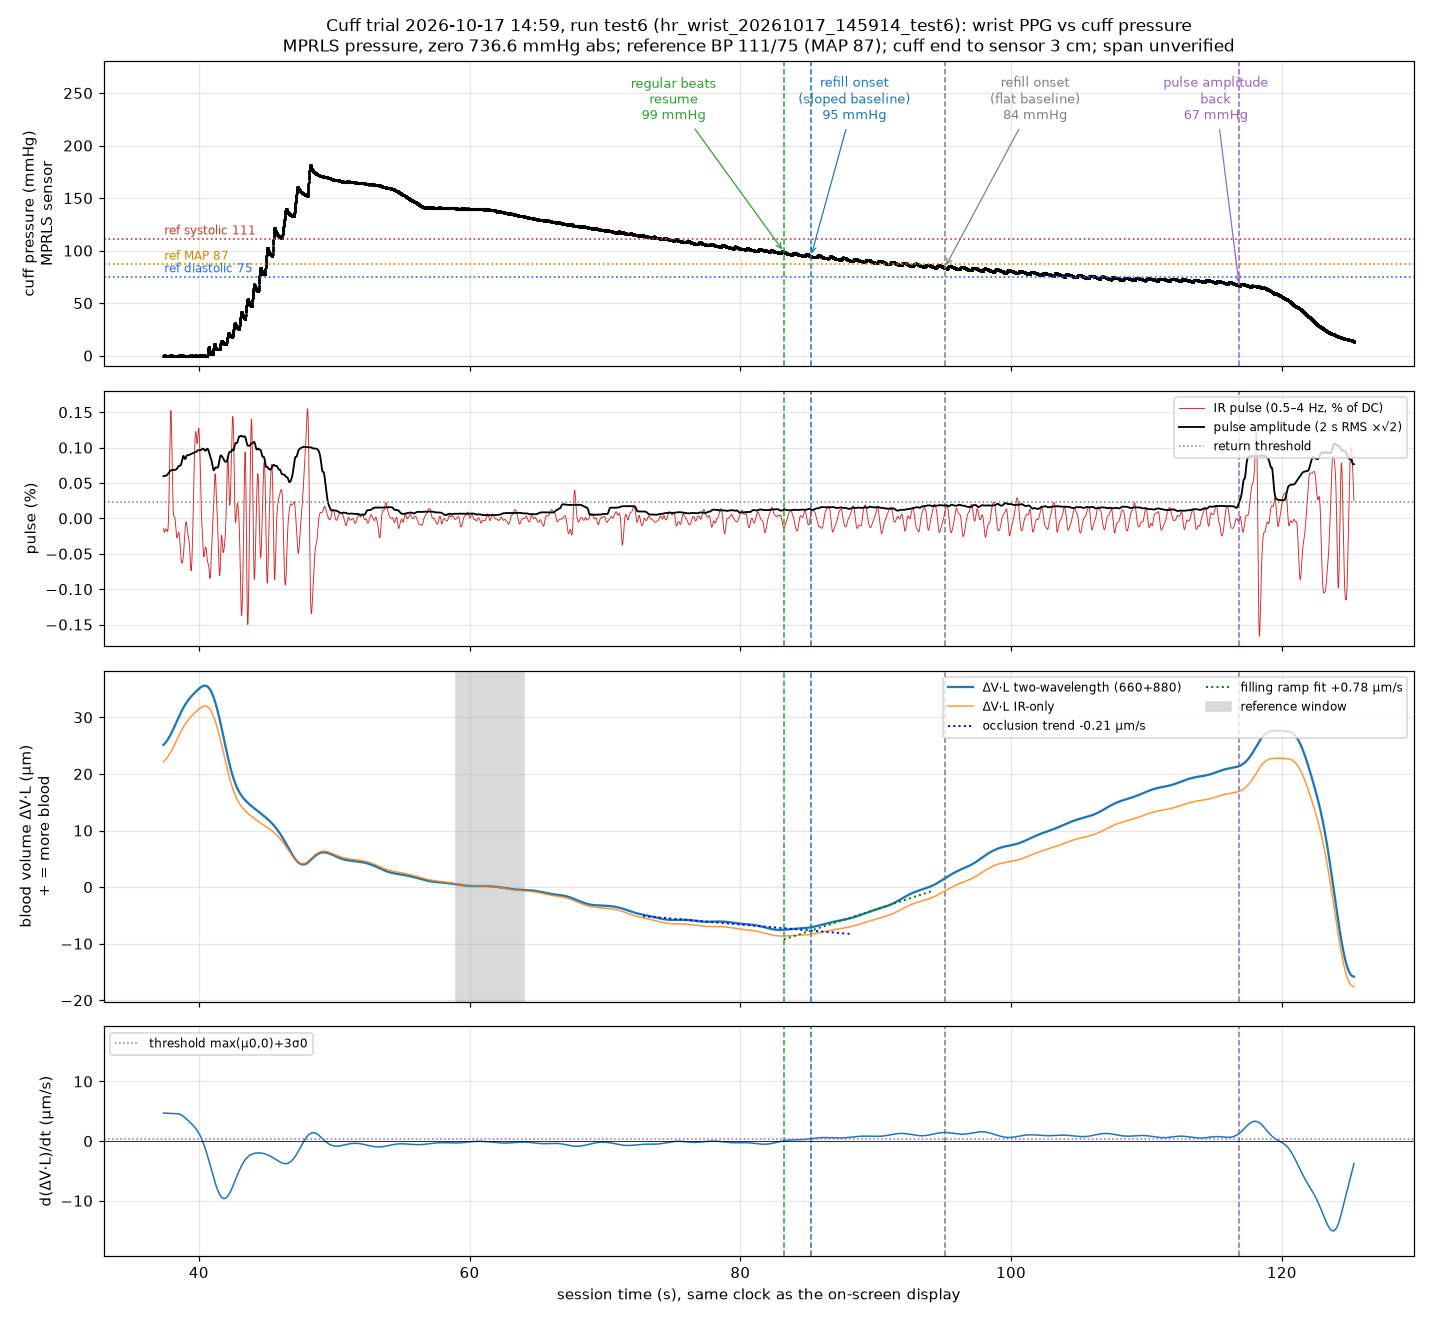 Cuff trial 2026-10-17 14:59, run test6 (hr_wrist_20261017_145914_test6): wrist PPG vs cuff pressure
MPRLS pressure, zero 736.6 mmHg abs; reference BP 111/75 (MAP 87); cuff end to sensor 3 cm; span unverified
cuff pressure (mmHg)
MPRLS sensor
250
200
150
100
50
0
regular beats
resume
99 mmHg
refill onset
(sloped baseline)
95 mmHg
refill onset
(flat baseline)
84 mmHg
pulse amplitude
back
67 mmHg
ref systolic 111
ref MAP 87
ref diastolic 75
pulse (%)
0.15
0.10
0.05
0.00
−0.05
−0.10
−0.15
IR pulse (0.5–4 Hz, % of DC)
pulse amplitude (2 s RMS ×√2)
return threshold
blood volume ΔV·L (μm)
+ = more blood
30
20
10
0
−10
−20
ΔV·L two-wavelength (660+880)
ΔV·L IR-only
occlusion trend -0.21 μm/s
filling ramp fit +0.78 μm/s
reference window
d(ΔV·L)/dt (μm/s)
10
0
−10
threshold max(μ0,0)+3σ0
40
60
80
100
120
session time (s), same clock as the on-screen display